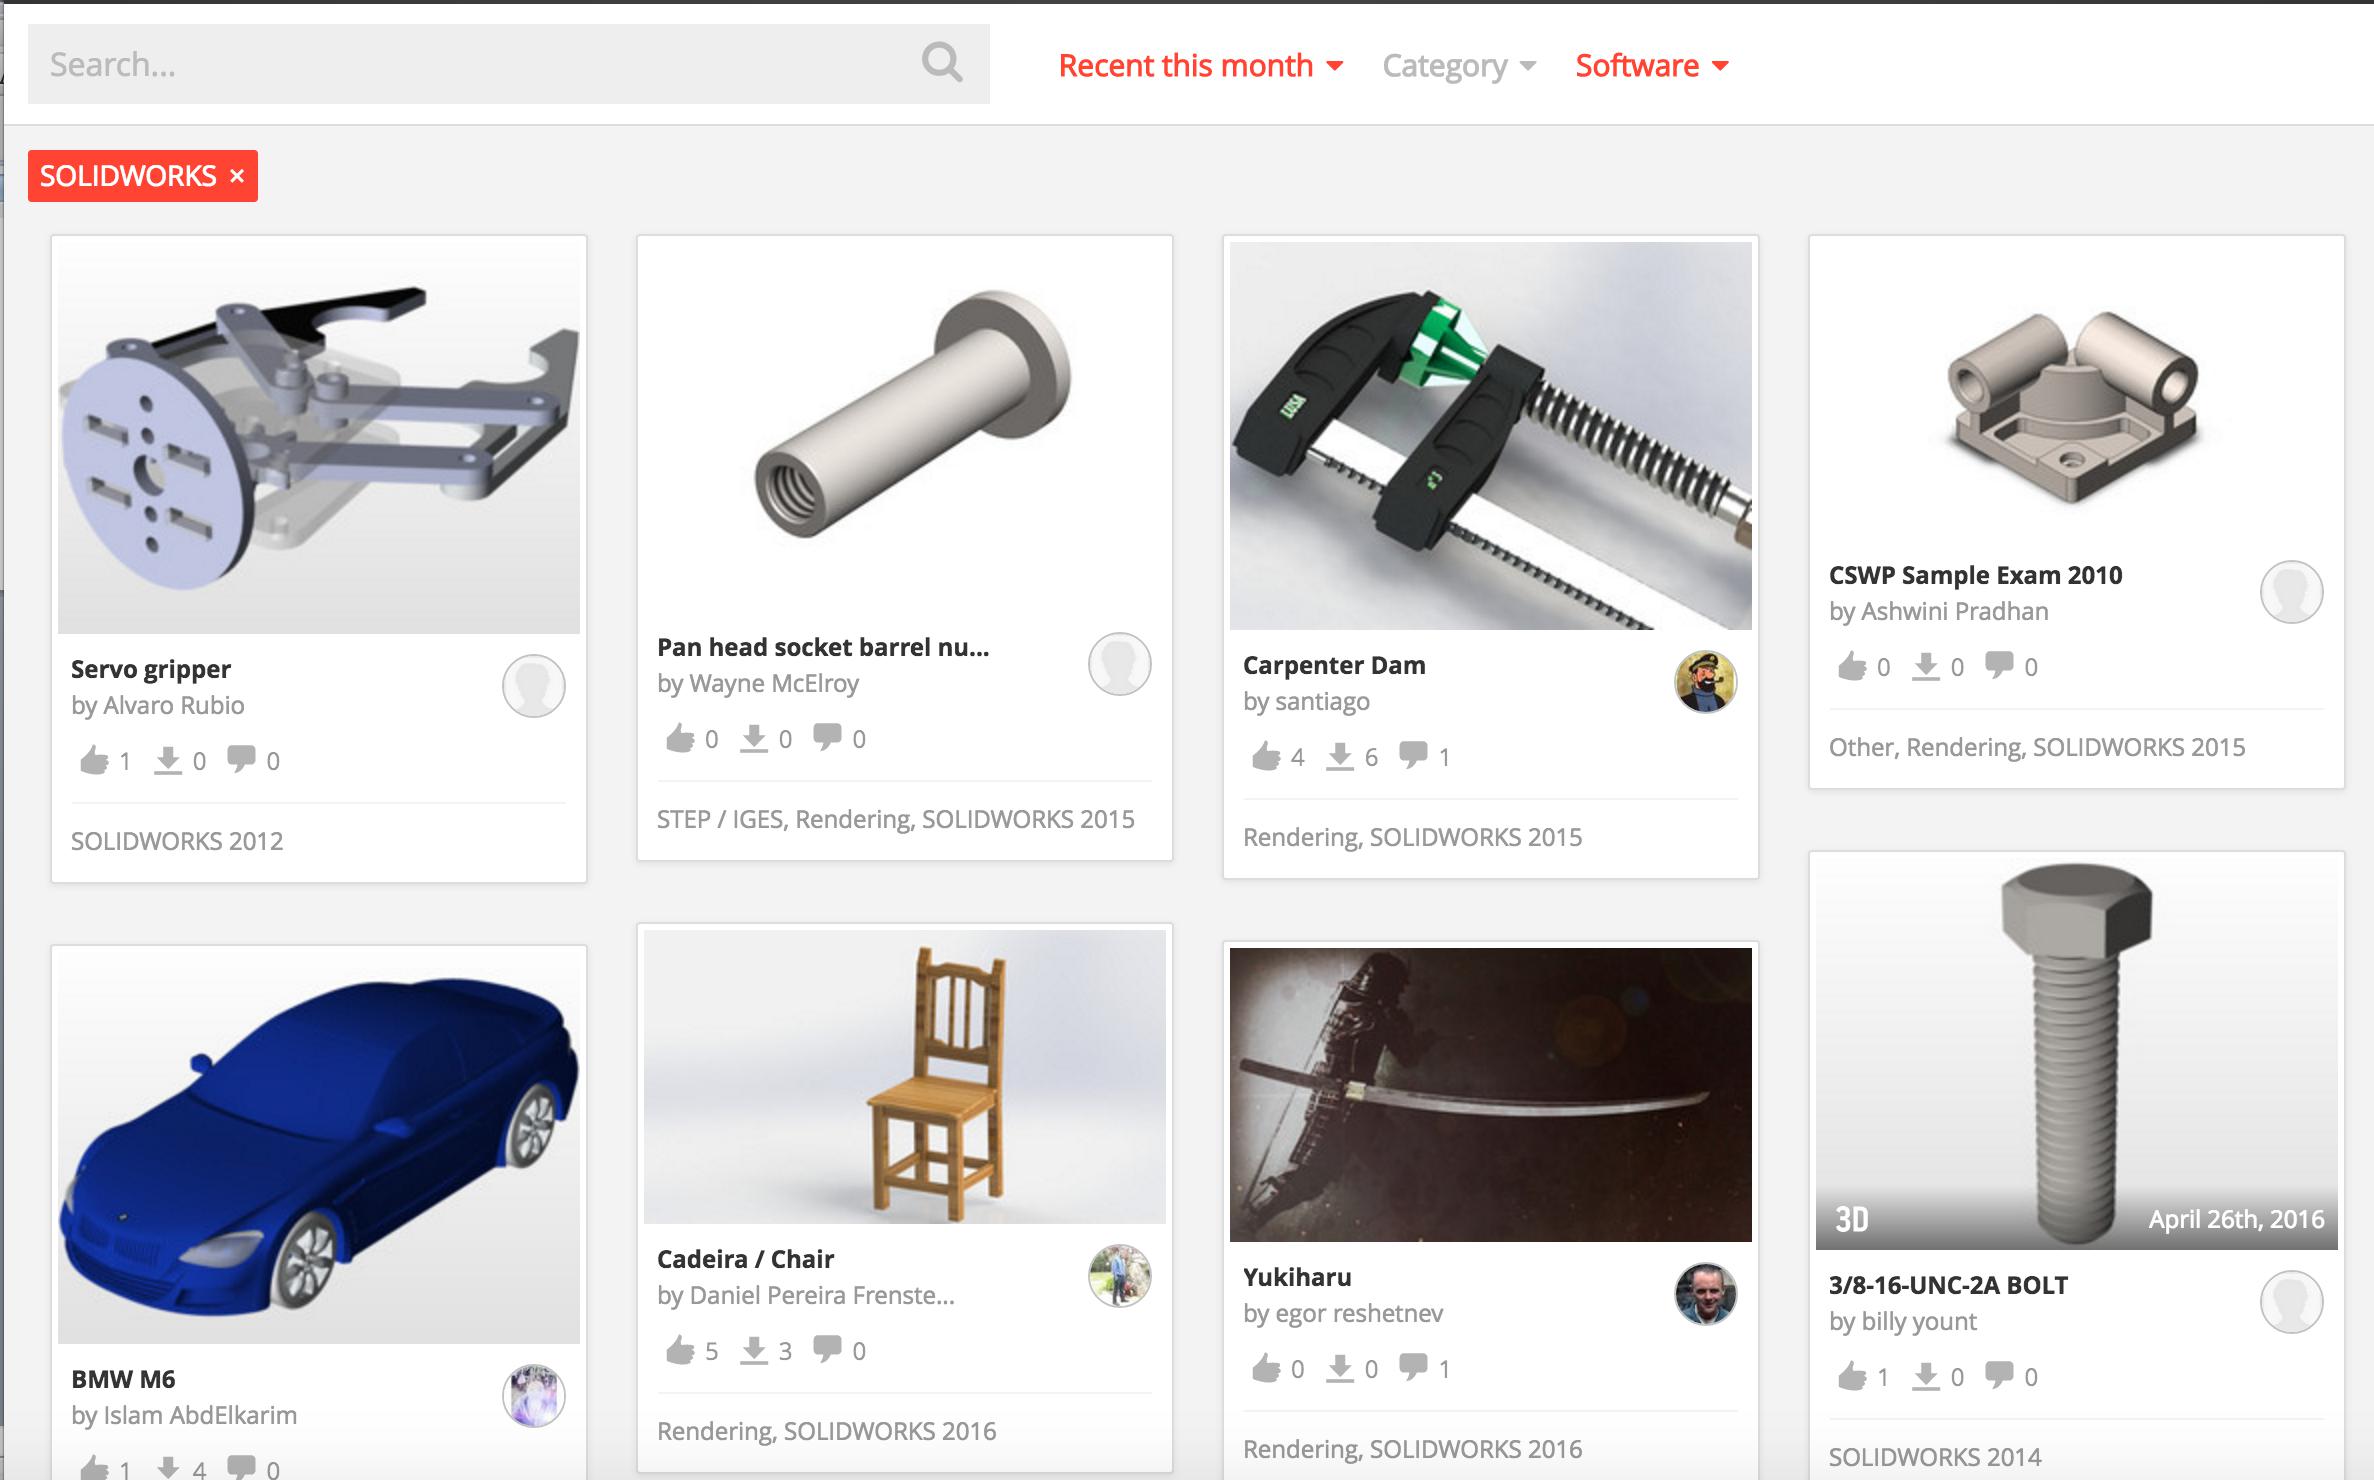 Search...
Recent this month
Category
Software
SOLIDWORKS ×
Servo gripper
by Alvaro Rubio
1 0 0
SOLIDWORKS 2012
Pan head socket barrel nu...
by Wayne McElroy
0 0 0
STEP / IGES, Rendering, SOLIDWORKS 2015
Carpenter Dam
by santiago
4 6 1
Rendering, SOLIDWORKS 2015
CSWP Sample Exam 2010
by Ashwini Pradhan
0 0 0
Other, Rendering, SOLIDWORKS 2015
BMW M6
by Islam AbdElkarim
1 4 0
Cadeira / Chair
by Daniel Pereira Frenste...
5 3 0
Rendering, SOLIDWORKS 2016
Yukiharu
by egor reshetnev
0 0 1
Rendering, SOLIDWORKS 2016
3D
April 26th, 2016
3/8-16-UNC-2A BOLT
by billy yount
1 0 0
SOLIDWORKS 2014